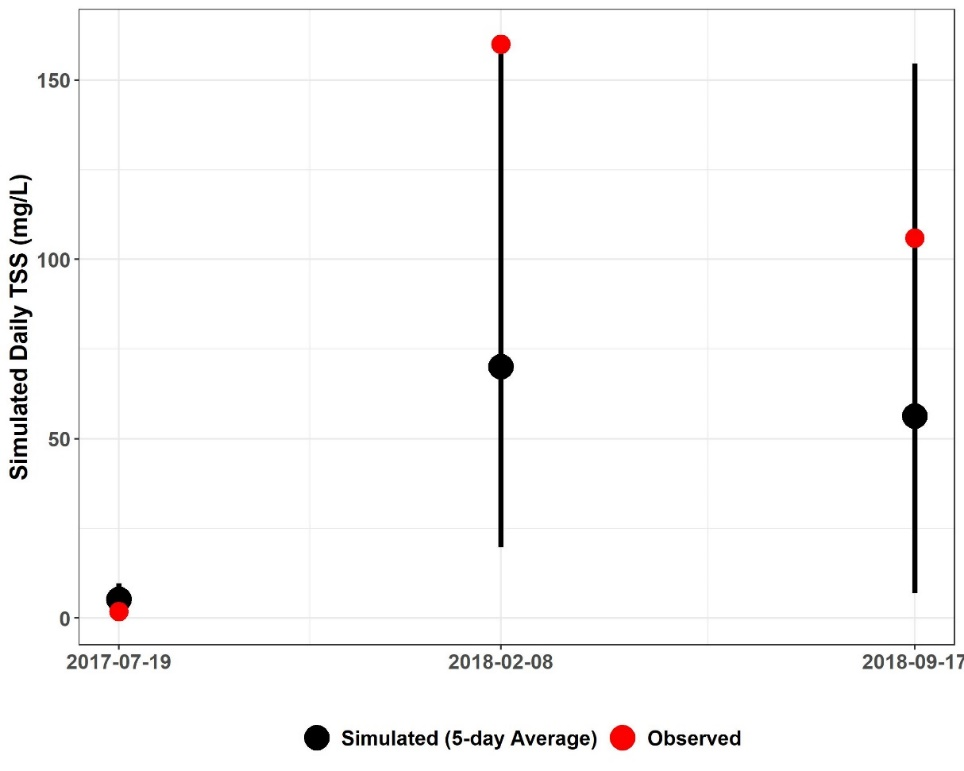 Simulated Daily TSS (mg/L)
150
100
50
0
2017-07-19 2018-02-08 2018-09-17
Simulated (5-day Average) Observed